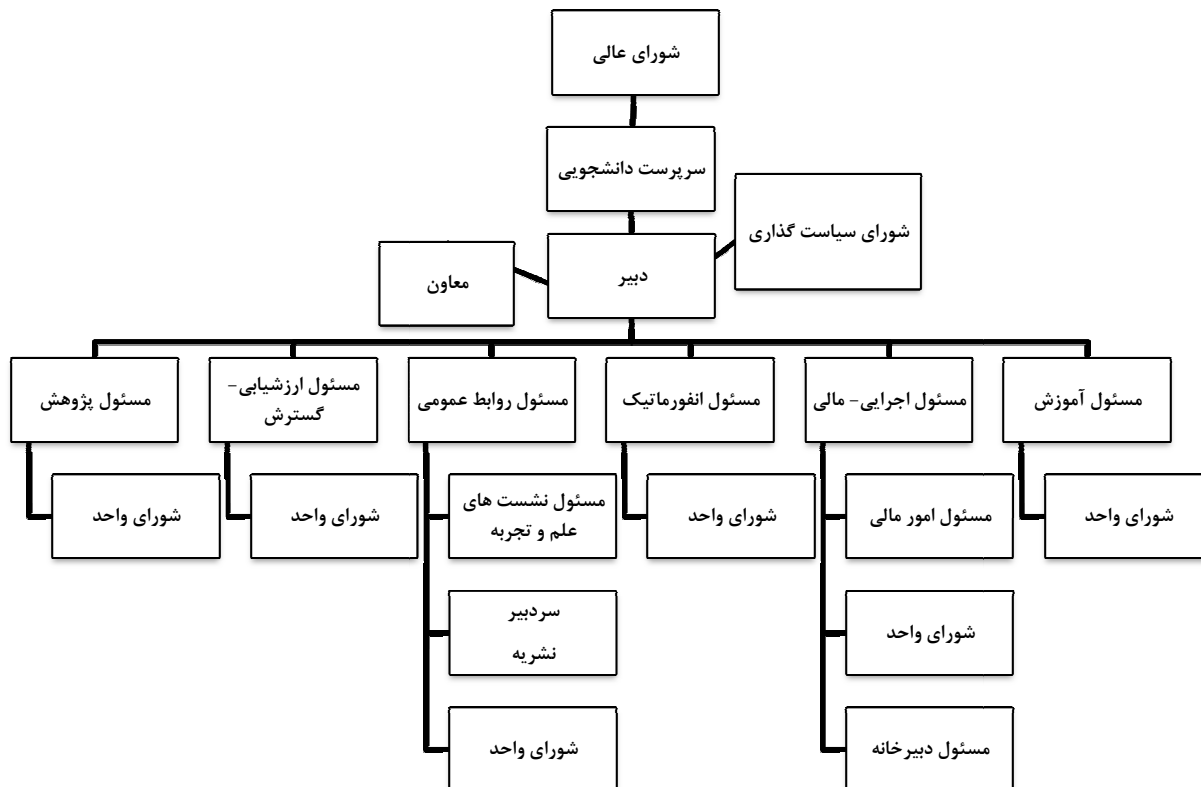 شورای عالی
سرپرست دانشجویی
شورای سیاست گذاری
دبیر
معاون
مسئول آموزش
مسئول اجرایی- مالی
مسئول انفورماتیک
مسئول روابط عمومی
مسئول ارزشیابی-
گسترش
مسئول پژوهش
شورای واحد
مسئول امور مالی
شورای واحد
مسئول نشست های
علم و تجربه
شورای واحد
شورای واحد
شورای واحد
سردبیر
نشریه
مسئول دبیرخانه
شورای واحد